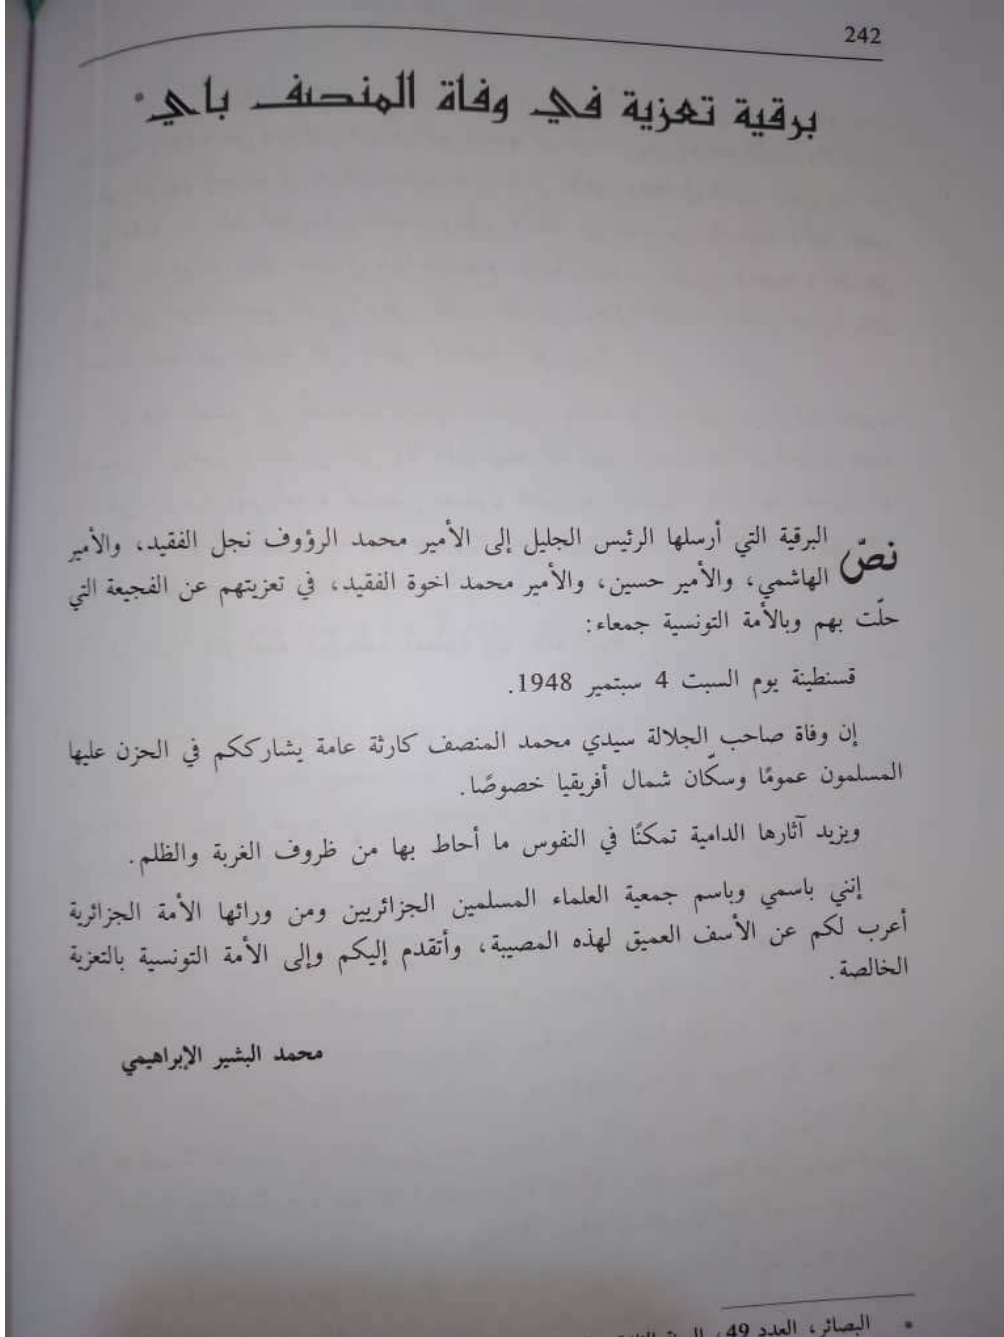 242
برقية تعزية في وفاة المنصف باي*
نصّ البرقية التي أرسلها الرئيس الجليل إلى الأمير محمد الرؤوف نجل الفقيد، والأمير
الهاشمي، والأمير حسين، والأمير محمد اخوة الفقيد، في تعزيتهم عن الفجيعة التي
حلّت بهم وبالأمة التونسية جمعاء:
قسنطينة يوم السبت 4 سبتمبر 1948.
إن وفاة صاحب الجلالة سيدي محمد المنصف كارثة عامة يشارككم في الحزن عليها
المسلمون عمومًا وسكّان شمال أفريقيا خصوصًا.
ويزيد آثارها الدامية تمكنًا في النفوس ما أحاط بها من ظروف الغربة والظلم.
إنني باسمي وباسم جمعية العلماء المسلمين الجزائريين ومن ورائها الأمة الجزائرية
أعرب لكم عن الأسف العميق لهذه المصيبة، وأتقدم إليكم وإلى الأمة التونسية بالتعزية
الخالصة.
محمد البشير الإبراهيمي
* البصائر، العدد 49،